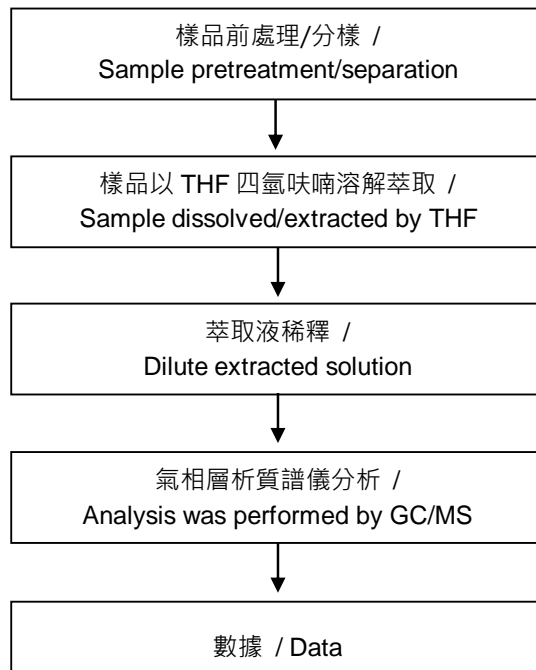 樣品前處理/分樣 /
Sample pretreatment/separation
樣品以 THF 四氫呋喃溶解萃取 /
Sample dissolved/extracted by THF
萃取液稀釋 /
Dilute extracted solution
氣相層析質譜儀分析 /
Analysis was performed by GC/MS
數據 / Data